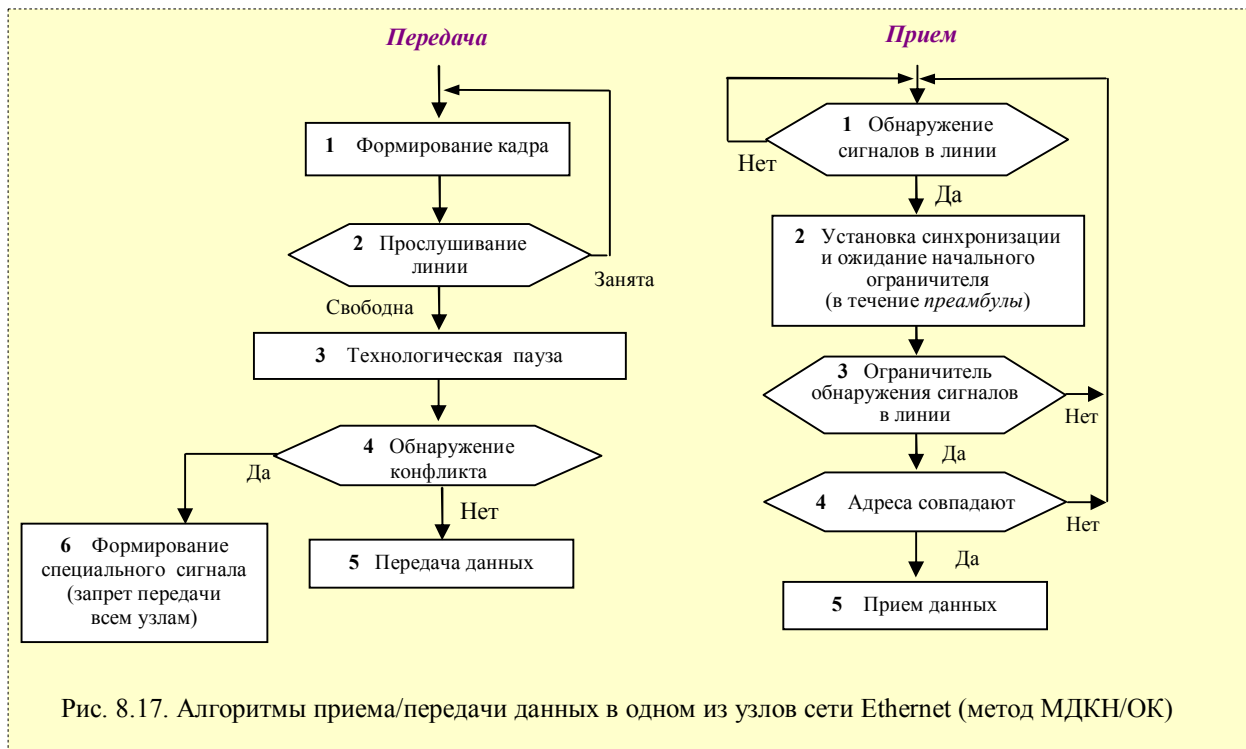 Передача
1 Формирование кадра
2 Прослушивание
линии
Занята
Свободна
3 Технологическая пауза
4 Обнаружение
конфликта
Да
Нет
6 Формирование
специального сигнала
(запрет передачи
всем узлам)
5 Передача данных
Прием
1 Обнаружение
сигналов в линии
Нет
Да
2 Установка синхронизации
и ожидание начального
ограничителя
(в течение преамбулы)
3 Ограничитель
обнаружения сигналов
в линии
Нет
Да
4 Адреса совпадают
Нет
Да
5 Прием данных
Рис. 8.17. Алгоритмы приема/передачи данных в одном из узлов сети Ethernet (метод МДКН/ОК)